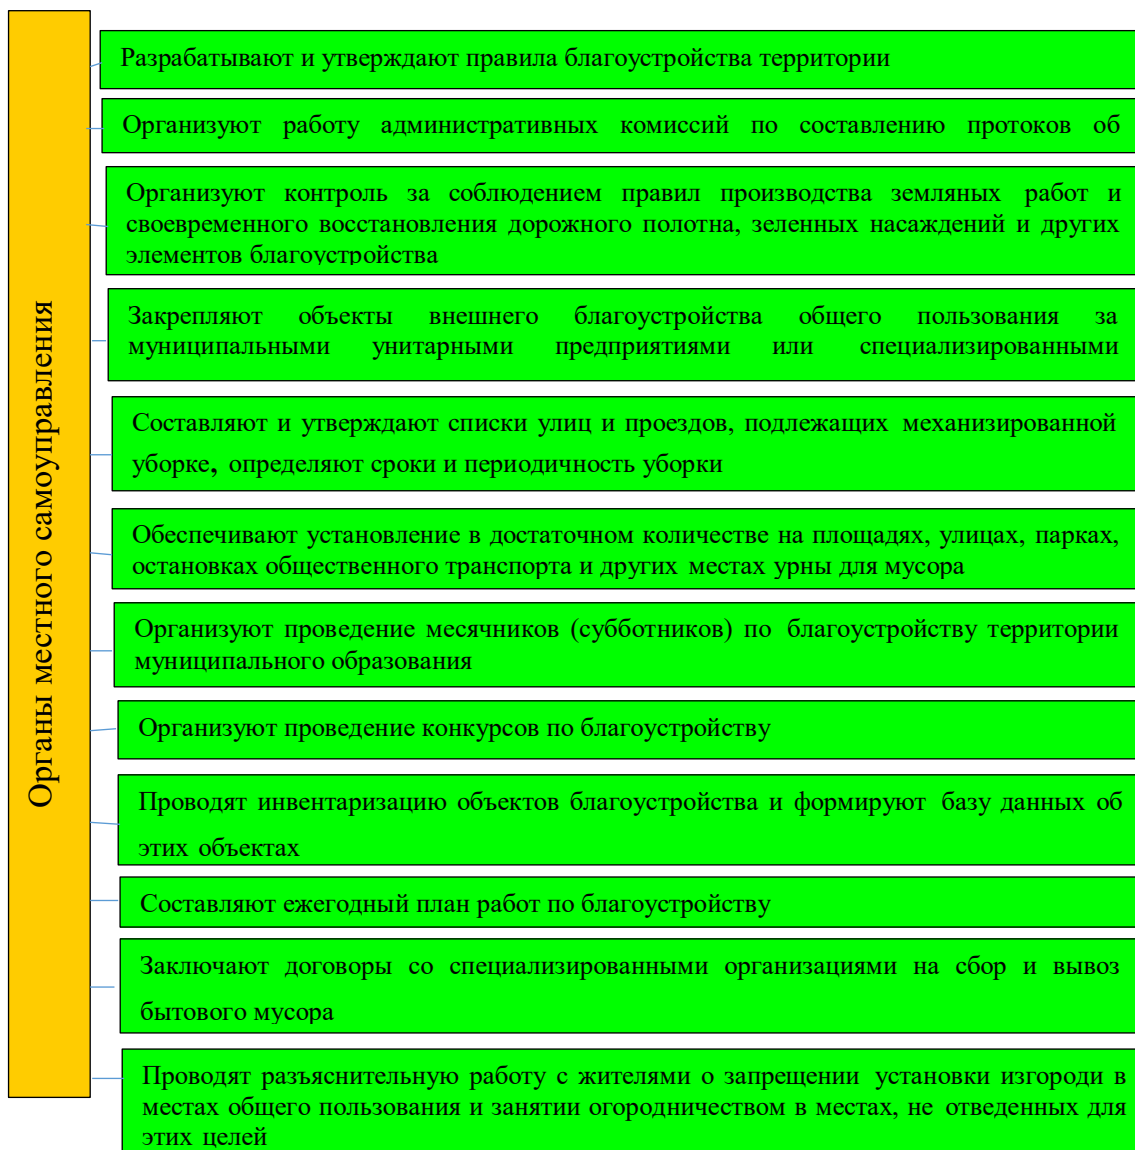 Органы местного самоуправления
Разрабатывают и утверждают правила благоустройства территории
Организуют работу административных комиссий по составлению протоков об
Организуют контроль за соблюдением правил производства земляных работ и
своевременного восстановления дорожного полотна, зеленных насаждений и других
элементов благоустройства
Закрепляют объекты внешнего благоустройства общего пользования за
муниципальными унитарными предприятиями или специализированными
Составляют и утверждают списки улиц и проездов, подлежащих механизированной
уборке, определяют сроки и периодичность уборки
Обеспечивают установление в достаточном количестве на площадях, улицах, парках,
остановках общественного транспорта и других местах урны для мусора
Организуют проведение месячников (субботников) по благоустройству территории
муниципального образования
Организуют проведение конкурсов по благоустройству
Проводят инвентаризацию объектов благоустройства и формируют базу данных об
этих объектах
Составляют ежегодный план работ по благоустройству
Заключают договоры со специализированными организациями на сбор и вывоз
бытового мусора
Проводят разъяснительную работу с жителями о запрещении установки изгороди в
местах общего пользования и занятии огородничеством в местах, не отведенных для
этих целей